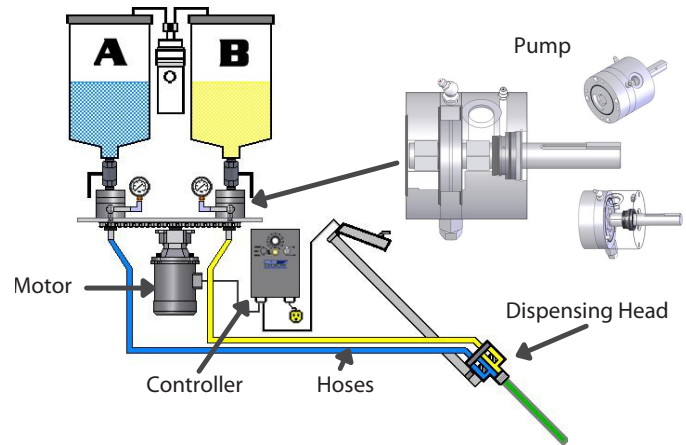 A
B
Pump
Motor
Dispensing Head
Controller
Hoses